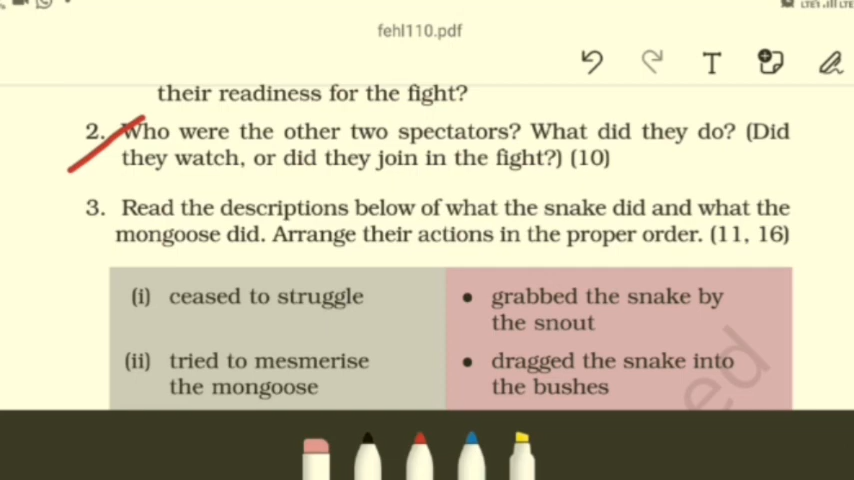 fehl110.pdf
T
their readiness for the fight?
2. Who were the other two spectators? What did they do? (Did
they watch, or did they join in the fight?) (10)
3. Read the descriptions below of what the snake did and what the
mongoose did. Arrange their actions in the proper order. (11, 16)
(i) ceased to struggle
• grabbed the snake by
the snout
(ii) tried to mesmerise
the mongoose
• dragged the snake into
the bushes
ed